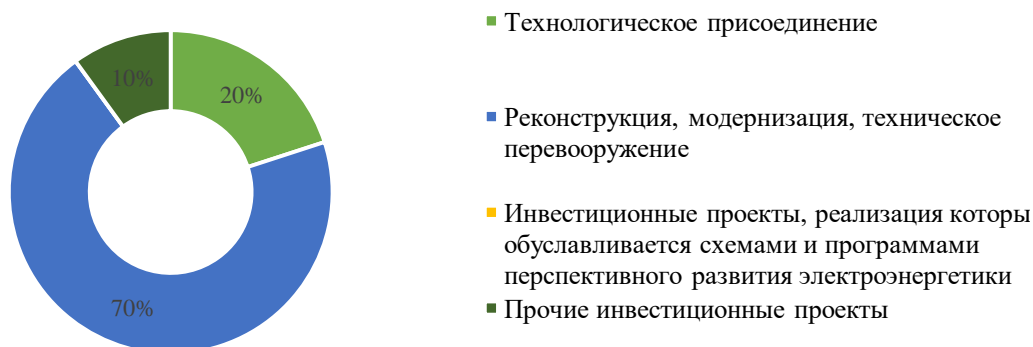 10%
20%
70%
Технологическое присоединение
Реконструкция, модернизация, техническое
перевооружение
Инвестиционные проекты, реализация которы
обуславливается схемами и программами
перспективного развития электроэнергетики
Прочие инвестиционные проекты